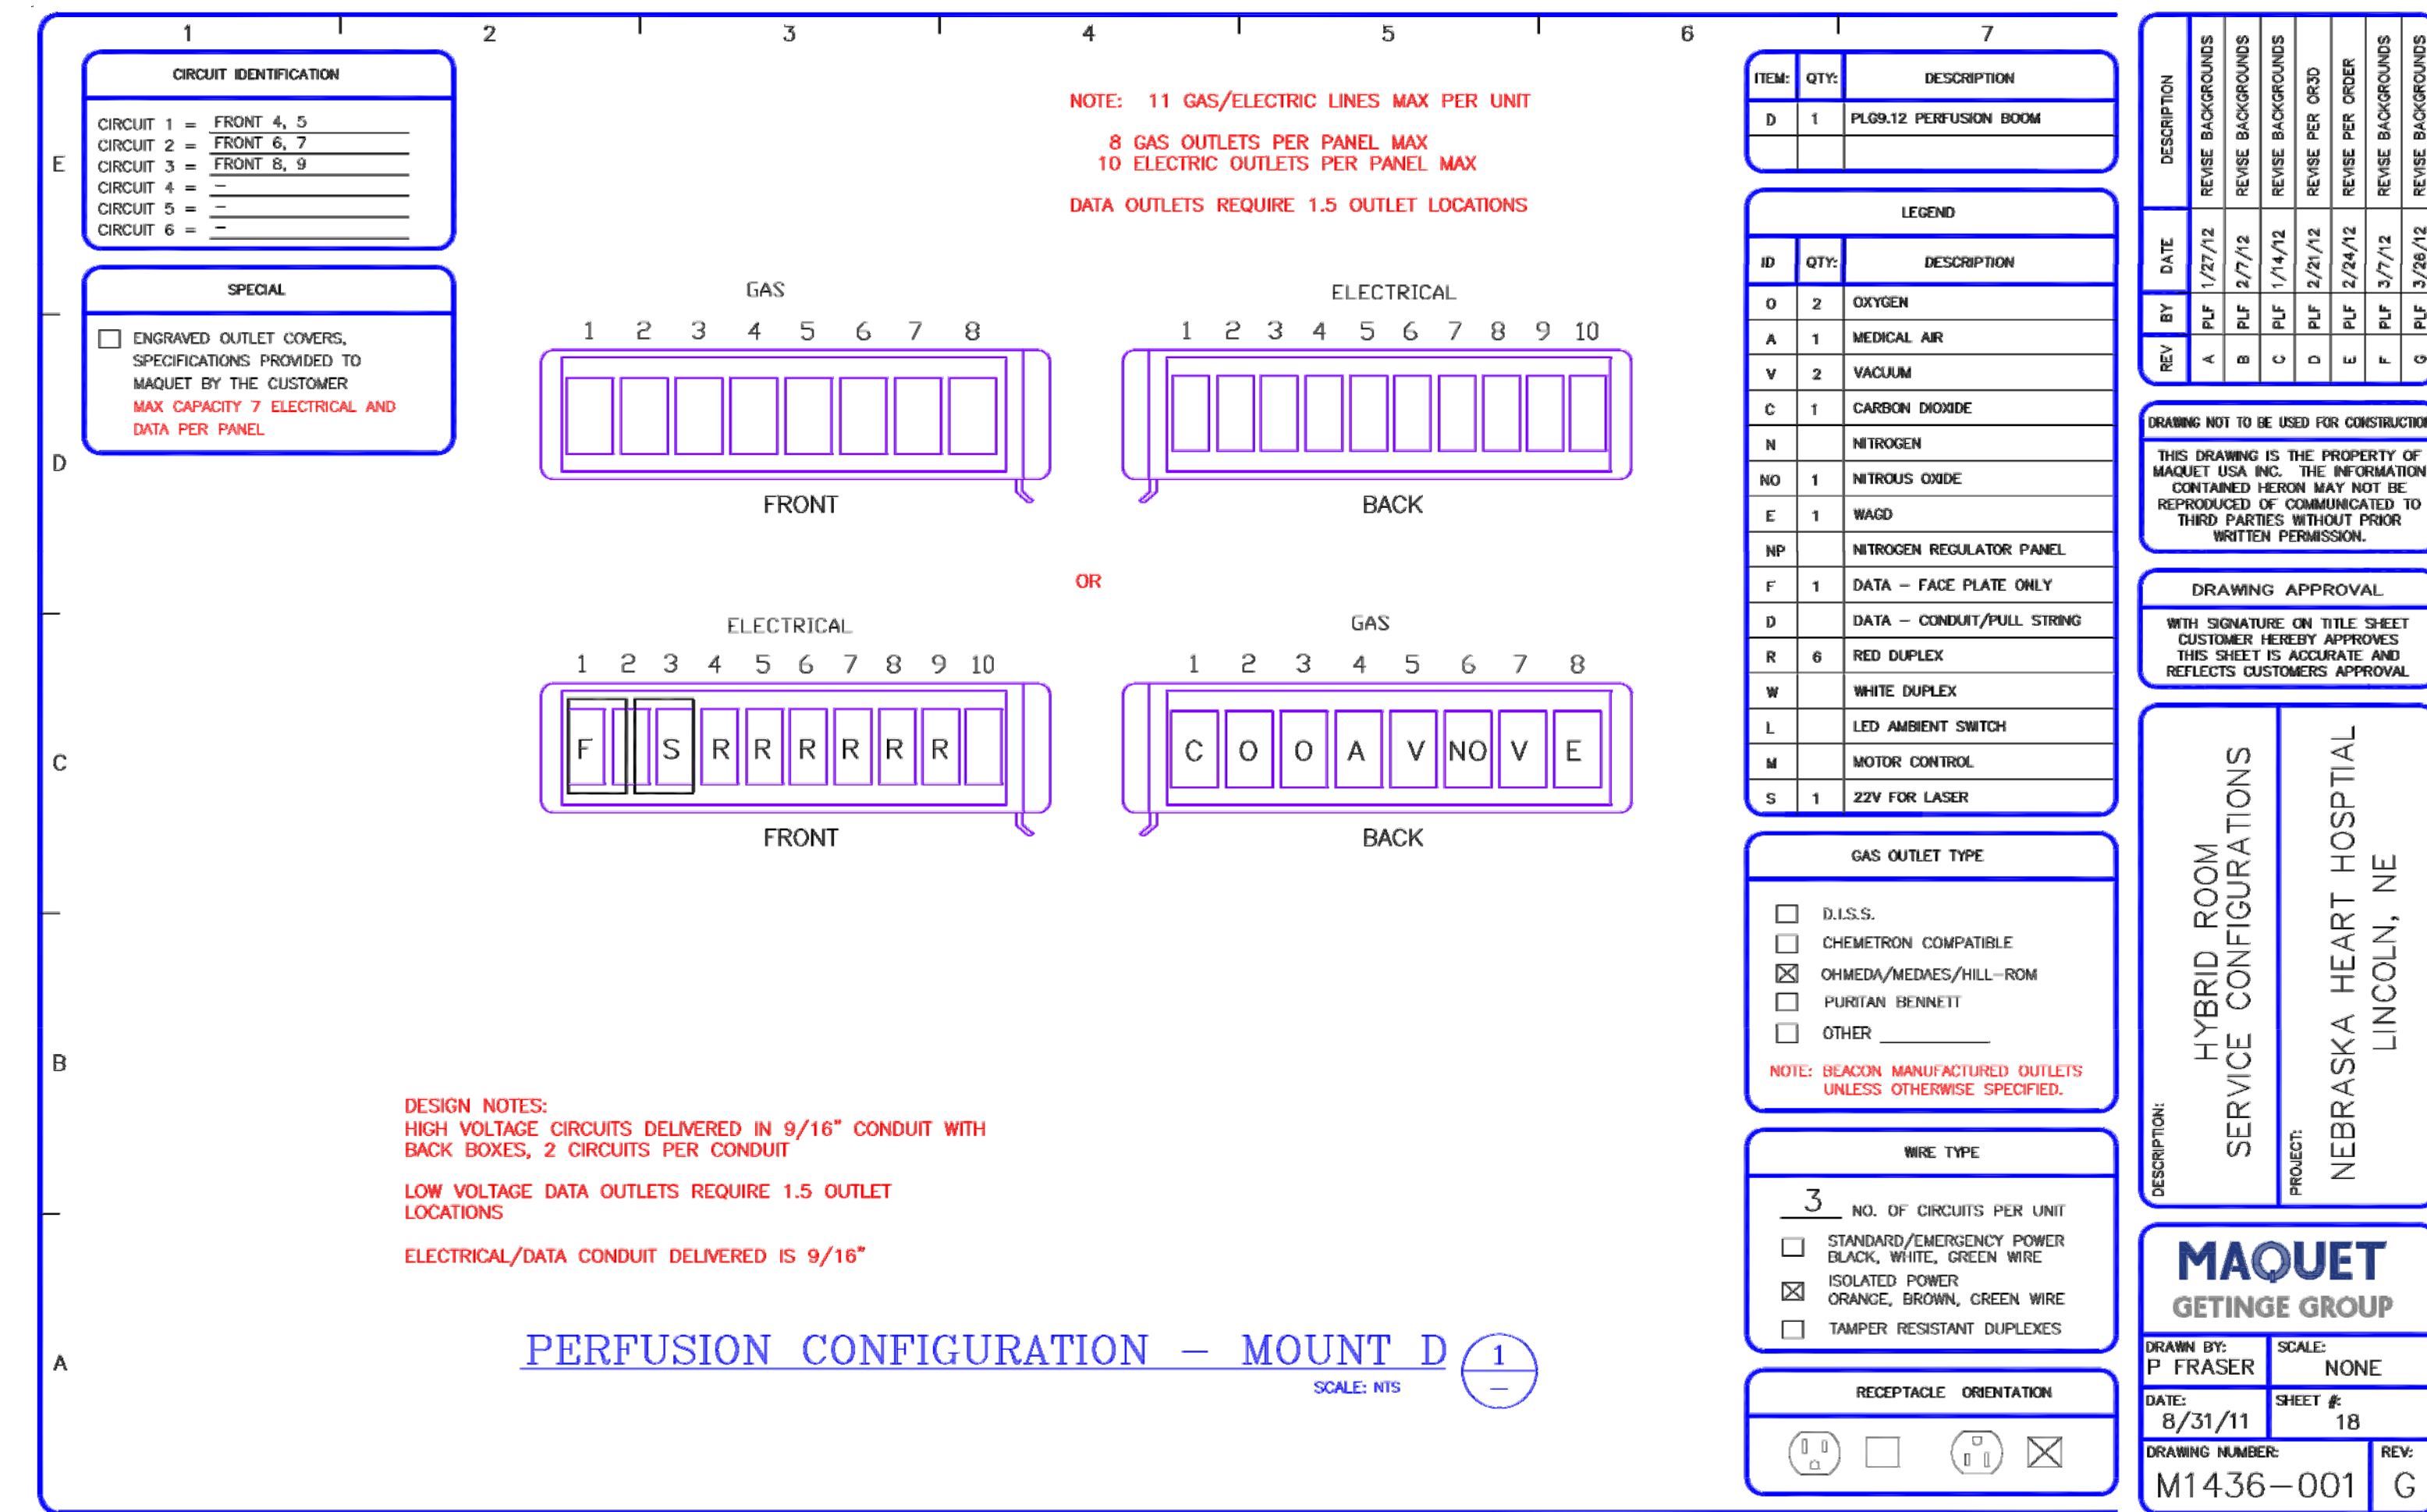 1 2 3 4 5 6 7
E
D
C
B
A
CIRCUIT IDENTIFICATION
CIRCUIT 1 = FRONT 4, 5
CIRCUIT 2 = FRONT 6, 7
CIRCUIT 3 = FRONT 8, 9
CIRCUIT 4 = –
CIRCUIT 5 = –
CIRCUIT 6 = –
SPECIAL
ENGRAVED OUTLET COVERS,
SPECIFICATIONS PROVIDED TO
MAQUET BY THE CUSTOMER
MAX CAPACITY 7 ELECTRICAL AND
DATA PER PANEL
NOTE: 11 GAS/ELECTRIC LINES MAX PER UNIT
8 GAS OUTLETS PER PANEL MAX
10 ELECTRIC OUTLETS PER PANEL MAX
DATA OUTLETS REQUIRE 1.5 OUTLET LOCATIONS
GAS
1 2 3 4 5 6 7 8
FRONT
ELECTRICAL
1 2 3 4 5 6 7 8 9 10
BACK
OR
ELECTRICAL
1 2 3 4 5 6 7 8 9 10
F S R R R R R R
FRONT
GAS
1 2 3 4 5 6 7 8
C O O A V NO V E
BACK
DESIGN NOTES:
HIGH VOLTAGE CIRCUITS DELIVERED IN 9/16" CONDUIT WITH
BACK BOXES, 2 CIRCUITS PER CONDUIT
LOW VOLTAGE DATA OUTLETS REQUIRE 1.5 OUTLET
LOCATIONS
ELECTRICAL/DATA CONDUIT DELIVERED IS 9/16"
PERFUSION CONFIGURATION – MOUNT D
1
–
SCALE: NTS
ITEM: QTY: DESCRIPTION
D 1 PLG9.12 PERFUSION BOOM
LEGEND
ID QTY: DESCRIPTION
O 2 OXYGEN
A 1 MEDICAL AIR
V 2 VACUUM
C 1 CARBON DIOXIDE
N NITROGEN
NO 1 NITROUS OXIDE
E 1 WAGD
NP NITROGEN REGULATOR PANEL
F 1 DATA – FACE PLATE ONLY
D DATA – CONDUIT/PULL STRING
R 6 RED DUPLEX
W WHITE DUPLEX
L LED AMBIENT SWITCH
M MOTOR CONTROL
S 1 22V FOR LASER
GAS OUTLET TYPE
D.I.S.S.
CHEMETRON COMPATIBLE
OHMEDA/MEDAES/HILL-ROM
PURITAN BENNETT
OTHER
NOTE: BEACON MANUFACTURED OUTLETS
UNLESS OTHERWISE SPECIFIED.
WIRE TYPE
3 NO. OF CIRCUITS PER UNIT
STANDARD/EMERGENCY POWER
BLACK, WHITE, GREEN WIRE
ISOLATED POWER
ORANGE, BROWN, GREEN WIRE
TAMPER RESISTANT DUPLEXES
RECEPTACLE ORIENTATION
REV BY DATE DESCRIPTION
A PLF 1/27/12 REVISE BACKGROUNDS
B PLF 2/7/12 REVISE BACKGROUNDS
C PLF 1/14/12 REVISE BACKGROUNDS
D PLF 2/21/12 REVISE PER OR3D
E PLF 2/24/12 REVISE PER ORDER
F PLF 3/7/12 REVISE BACKGROUNDS
G PLF 3/26/12 REVISE BACKGROUNDS
DRAWING NOT TO BE USED FOR CONSTRUCTION
THIS DRAWING IS THE PROPERTY OF
MAQUET USA INC. THE INFORMATION
CONTAINED HERON MAY NOT BE
REPRODUCED OF COMMUNICATED TO
THIRD PARTIES WITHOUT PRIOR
WRITTEN PERMISSION.
DRAWING APPROVAL
WITH SIGNATURE ON TITLE SHEET
CUSTOMER HEREBY APPROVES
THIS SHEET IS ACCURATE AND
REFLECTS CUSTOMERS APPROVAL
DESCRIPTION:
HYBRID ROOM
SERVICE CONFIGURATIONS
PROJECT:
NEBRASKA HEART HOSPTIAL
LINCOLN, NE
MAQUET
GETINGE GROUP
DRAWN BY:
P FRASER
SCALE:
NONE
DATE:
8/31/11
SHEET #:
18
DRAWING NUMBER:
M1436-001
REV:
G